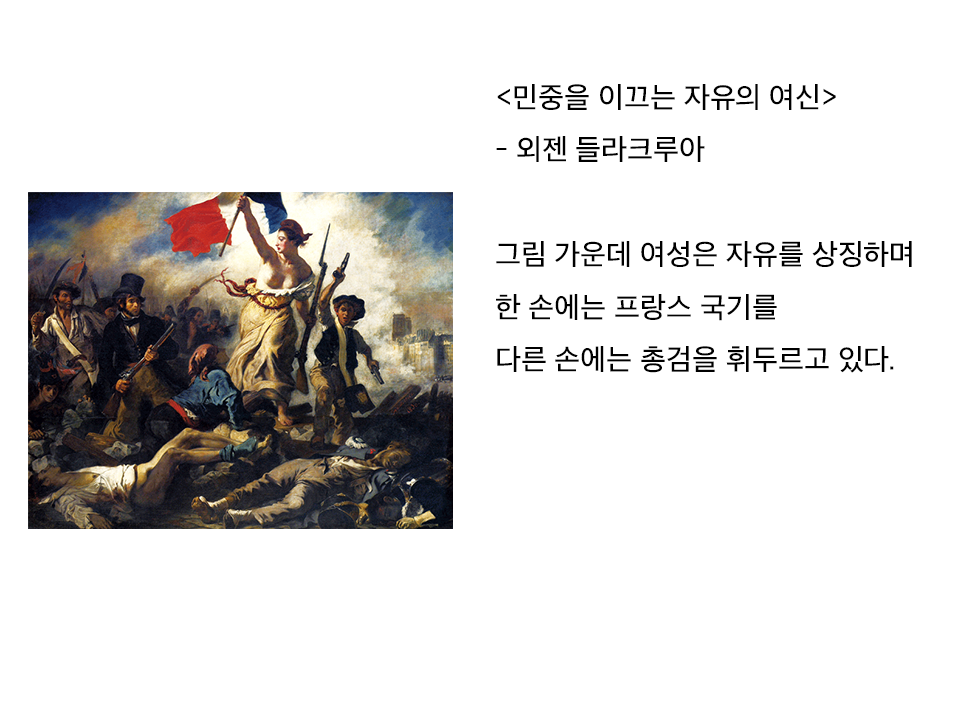 <민중을 이끄는 자유의 여신>
- 외젠 들라크루아
그림 가운데 여성은 자유를 상징하며
한 손에는 프랑스 국기를
다른 손에는 총검을 휘두르고 있다.